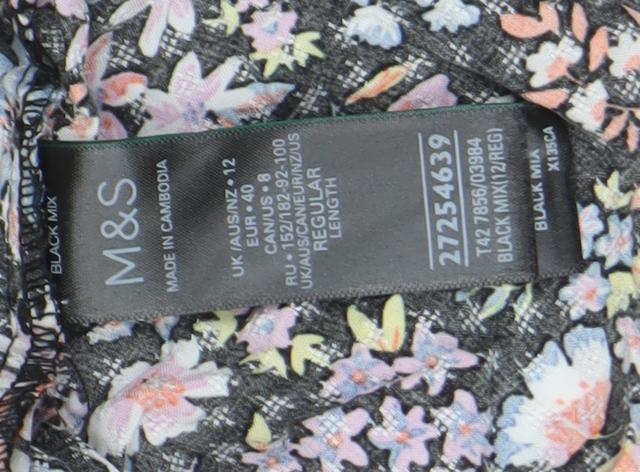 BLACK MIX
M&S
MADE IN CAMBODIA
UK /AUS/NZ • 12
EUR • 40
CAN/US • 8
RU • 152/182-92-100
UK/AUS/CAN/EUR/NZ/US
REGULAR
LENGTH
27254639
T42 7856/03984
BLACK MIX(12/REG)
BLACK MIX
X185CA